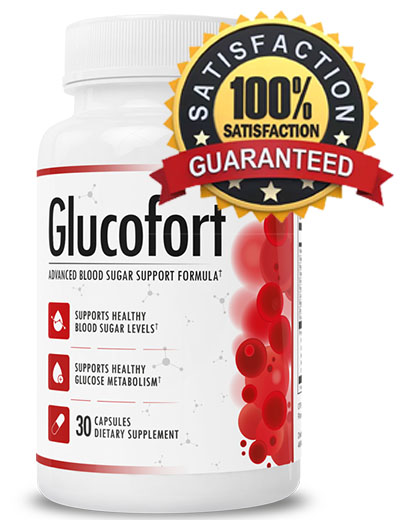 SATISFACTION
100%
SATISFACTION
GUARANTEED
Glucofort
ADVANCED BLOOD SUGAR SUPPORT FORMULA†
SUPPORTS HEALTHY
BLOOD SUGAR LEVELS†
SUPPORTS HEALTHY
GLUCOSE METABOLISM†
30 CAPSULES
DIETARY SUPPLEMENT